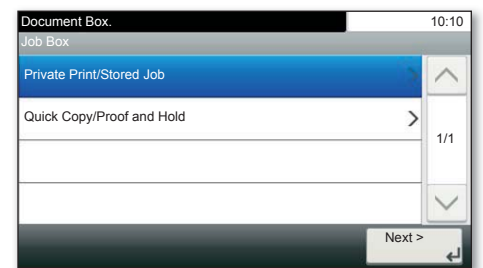 Document Box.
10:10
Job Box
Private Print/Stored Job
Quick Copy/Proof and Hold
1/1
Next >